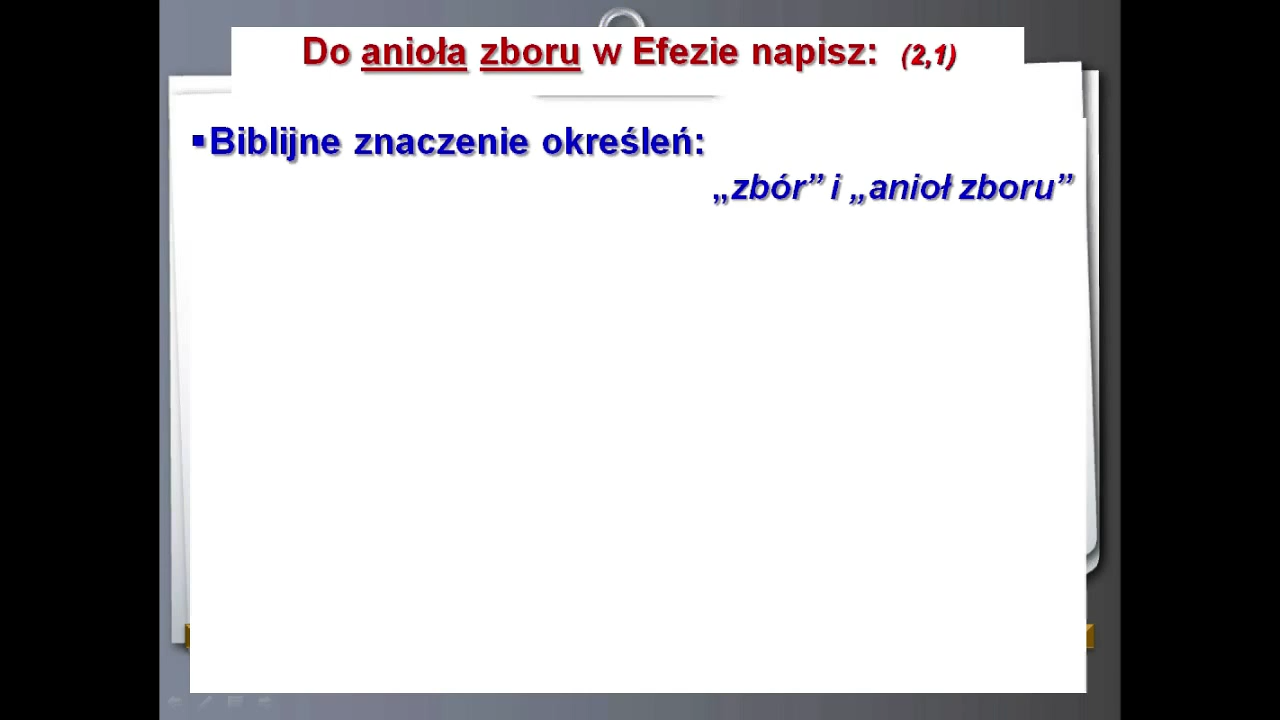 Do anioła zboru w Efezie napisz: (2,1)
▪Biblijne znaczenie określeń:
„zbór” i „anioł zboru”